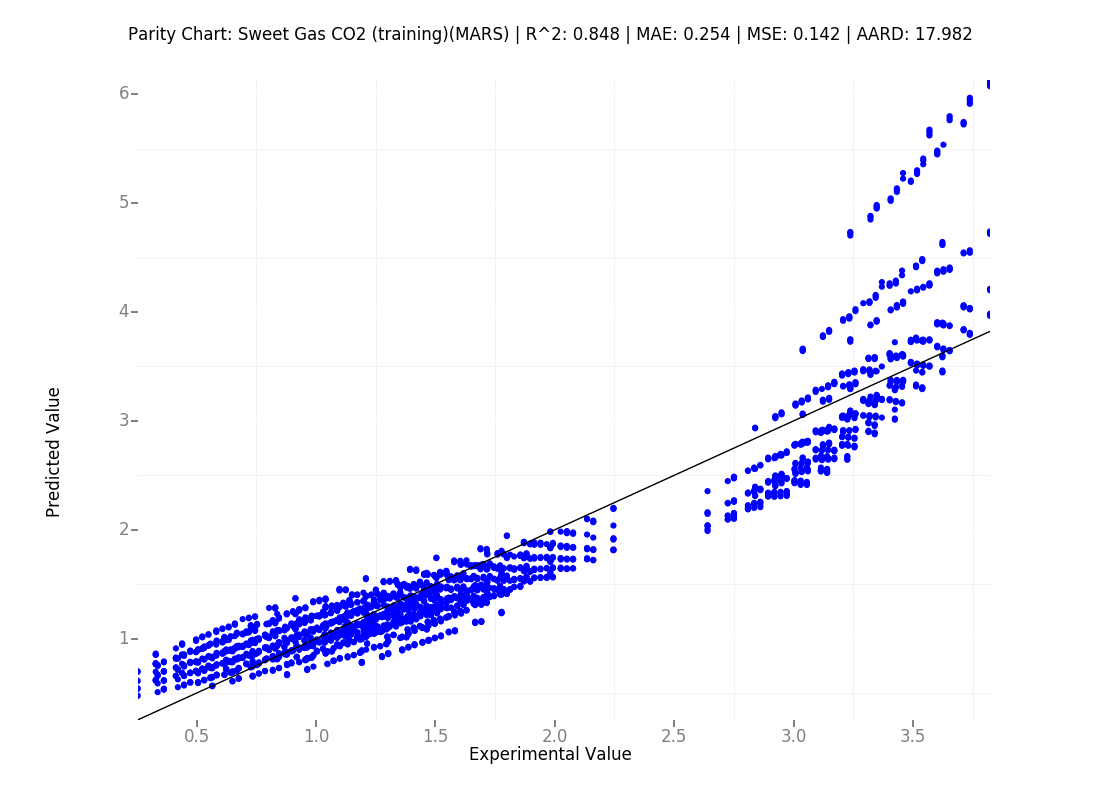 Parity Chart: Sweet Gas CO2 (training)(MARS) | R^2: 0.848 | MAE: 0.254 | MSE: 0.142 | AARD: 17.982
6
5
4
3
2
1
Predicted Value
0.5 1.0 1.5 2.0 2.5 3.0 3.5
Experimental Value